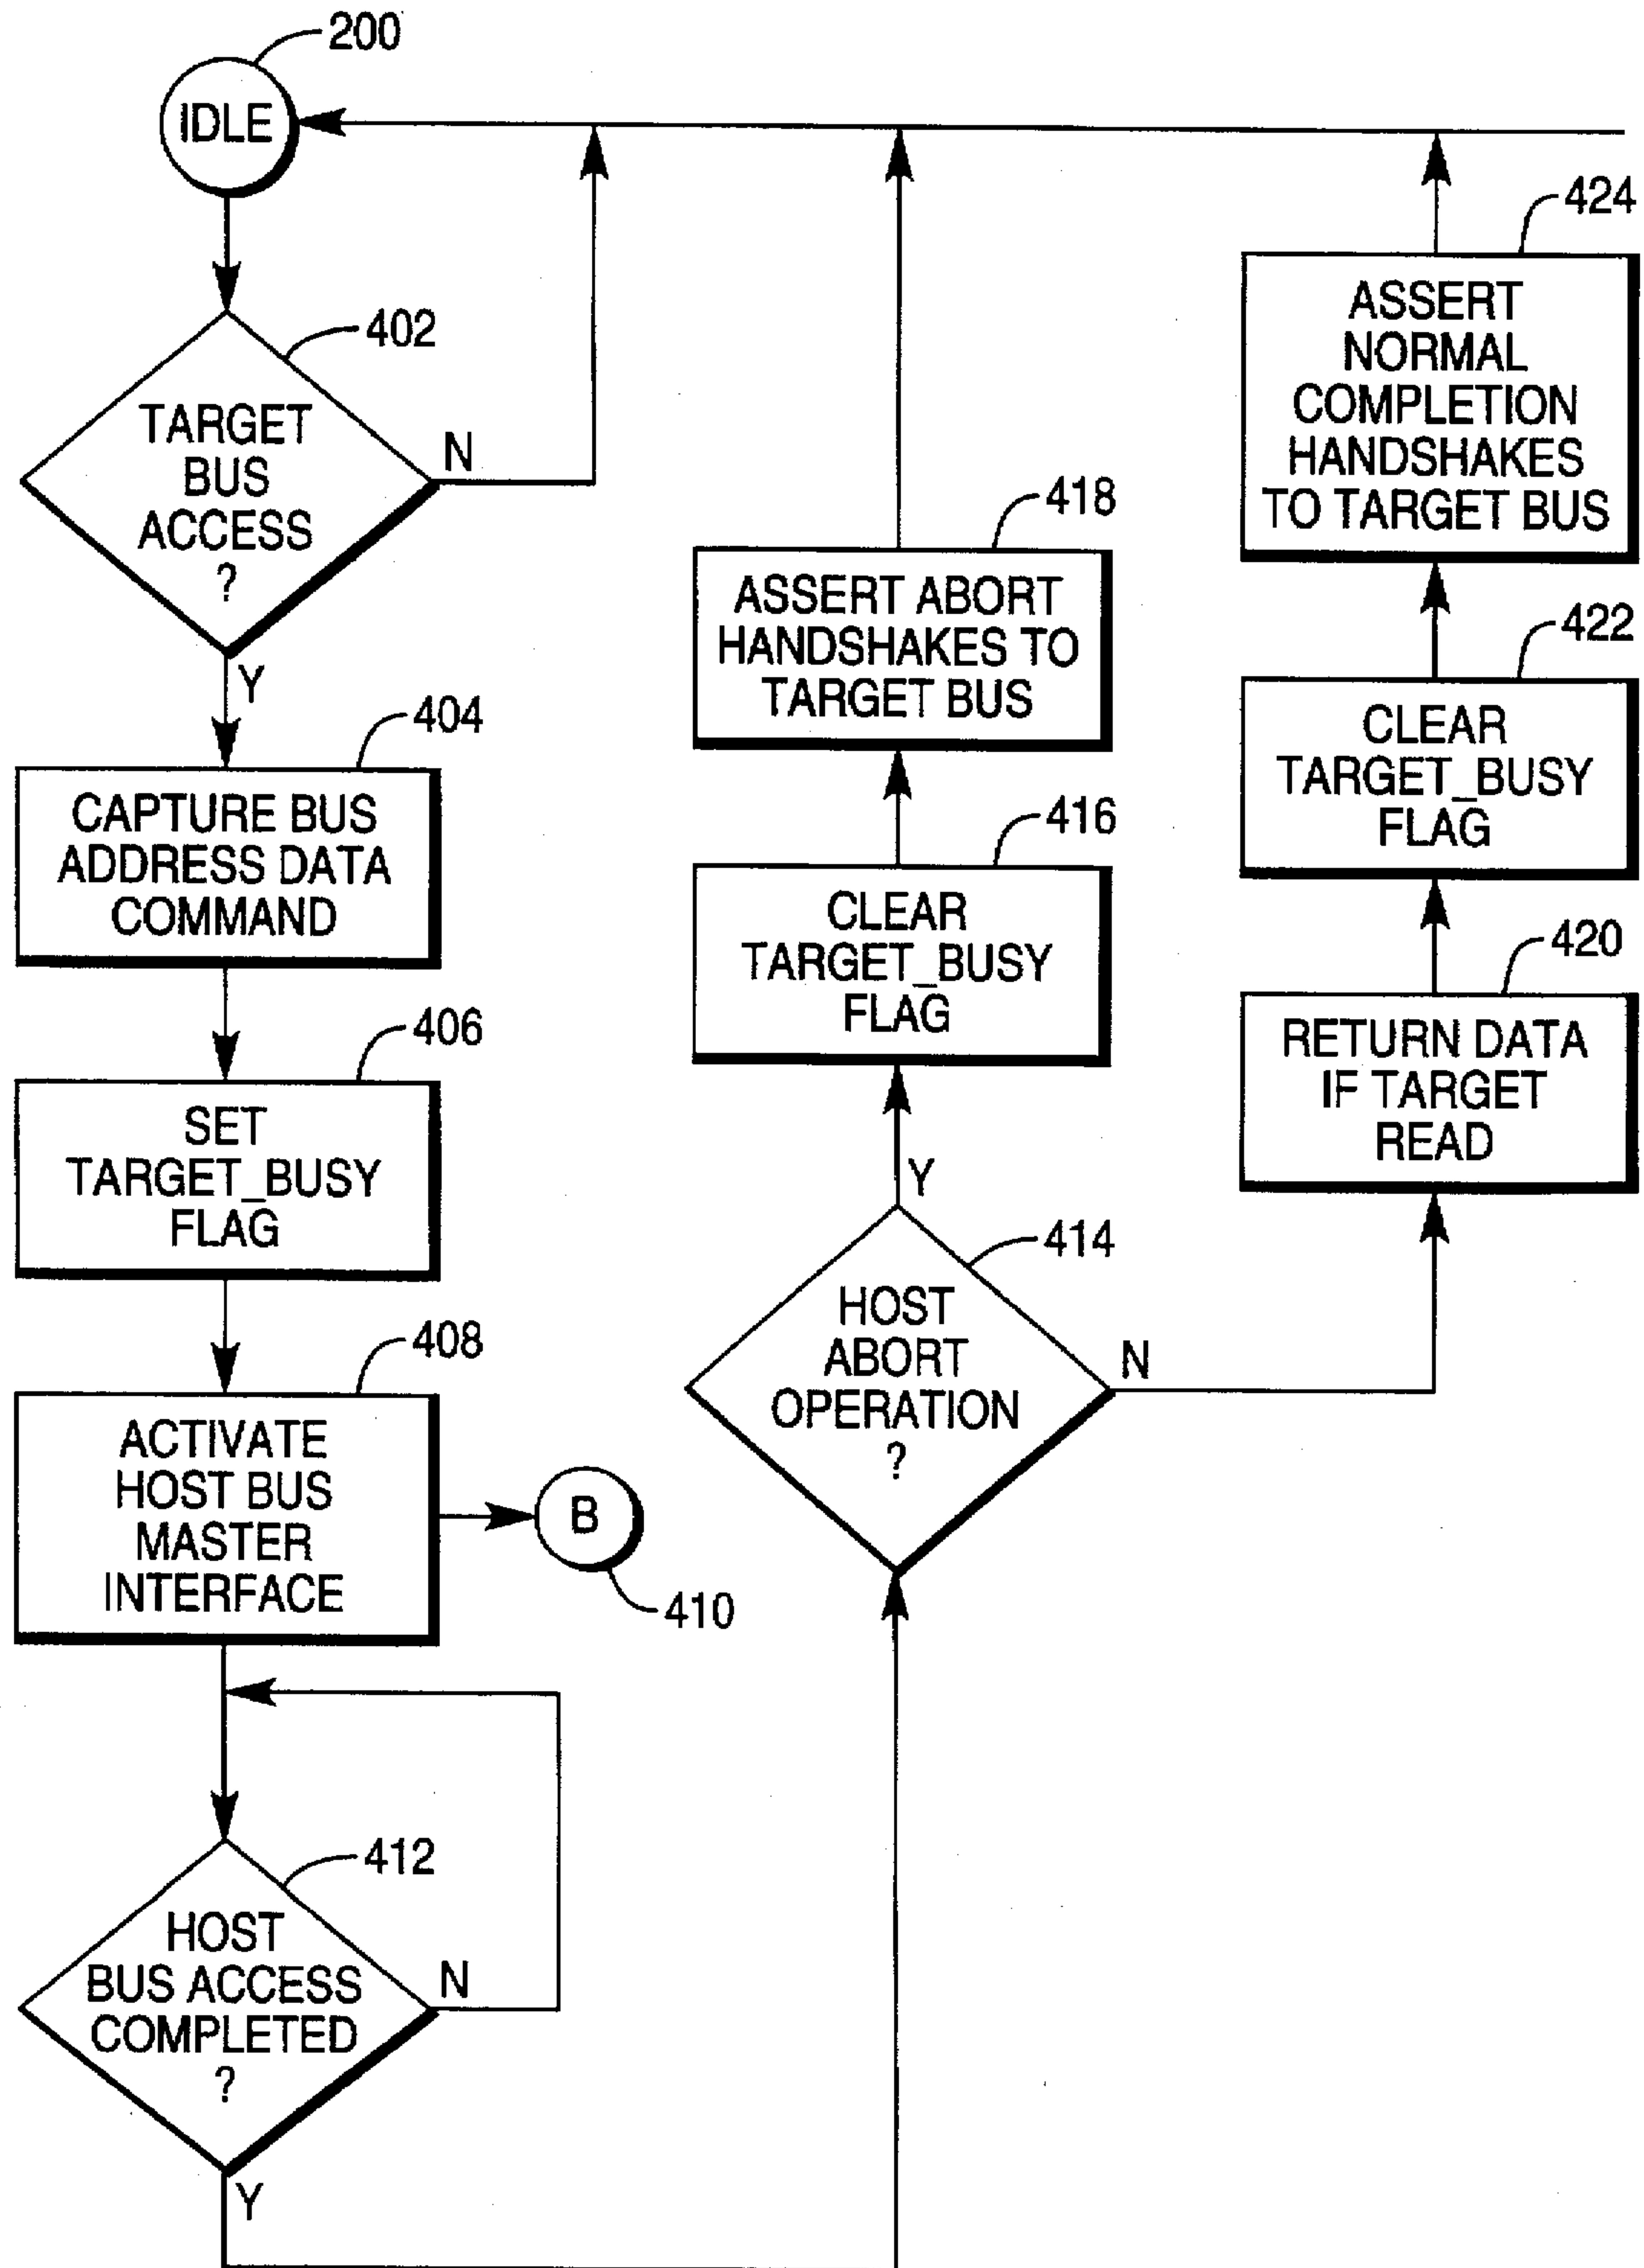 200
IDLE
402
TARGET
BUS
ACCESS
?
N
Y
404
CAPTURE BUS
ADDRESS DATA
COMMAND
406
SET
TARGET_BUSY
FLAG
408
ACTIVATE
HOST BUS
MASTER
INTERFACE
B
410
412
HOST
BUS ACCESS
COMPLETED
?
N
Y
414
HOST
ABORT
OPERATION
?
Y
N
416
CLEAR
TARGET_BUSY
FLAG
418
ASSERT ABORT
HANDSHAKES TO
TARGET BUS
420
RETURN DATA
IF TARGET
READ
422
CLEAR
TARGET_BUSY
FLAG
424
ASSERT
NORMAL
COMPLETION
HANDSHAKES
TO TARGET BUS